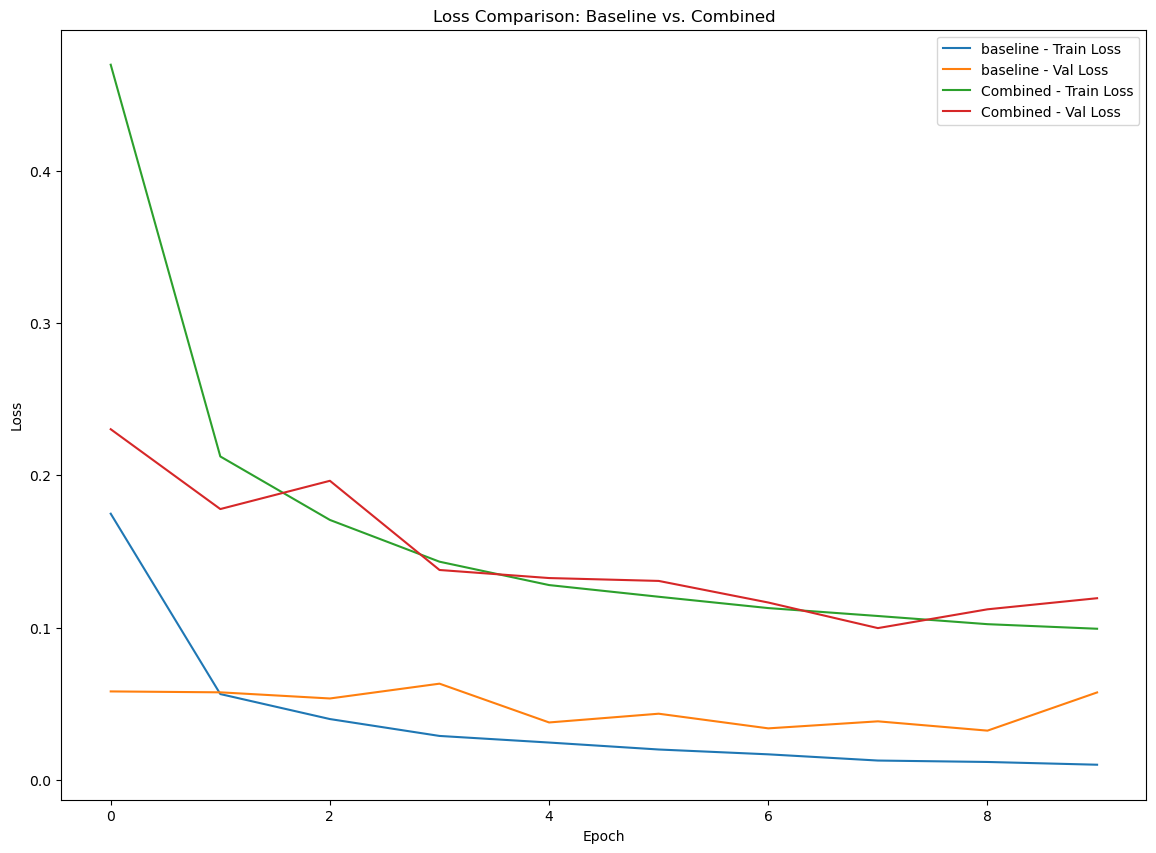 Loss Comparison: Baseline vs. Combined
baseline - Train Loss
baseline - Val Loss
Combined - Train Loss
Combined - Val Loss
0.4
0.3
0.2
0.1
0.0
Loss
0 2 4 6 8
Epoch